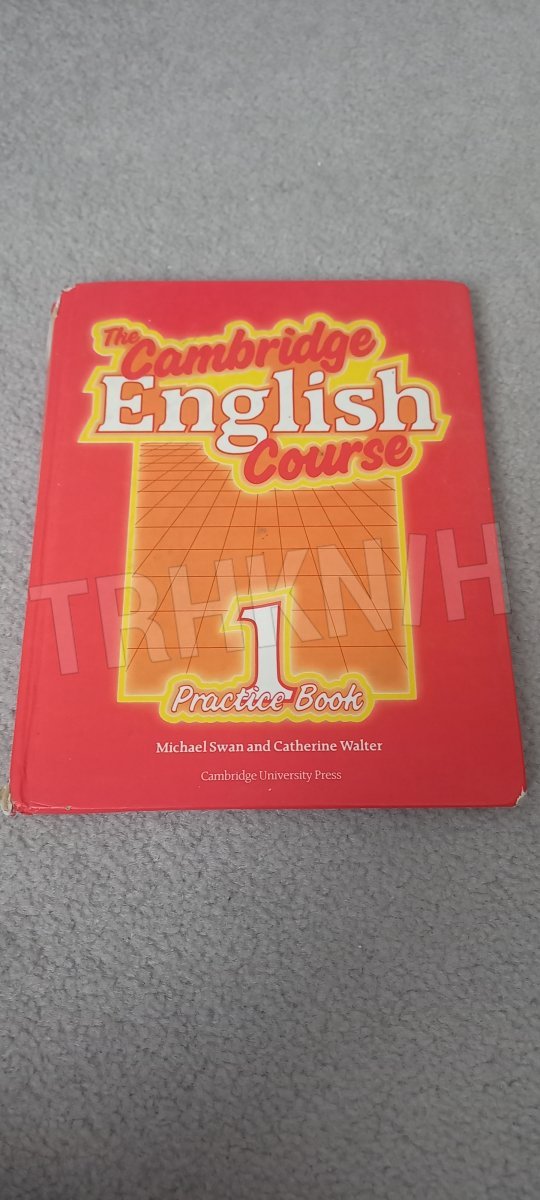 The Cambridge
English
Course
TRHKNIH
1
Practice Book
Michael Swan and Catherine Walter
Cambridge University Press